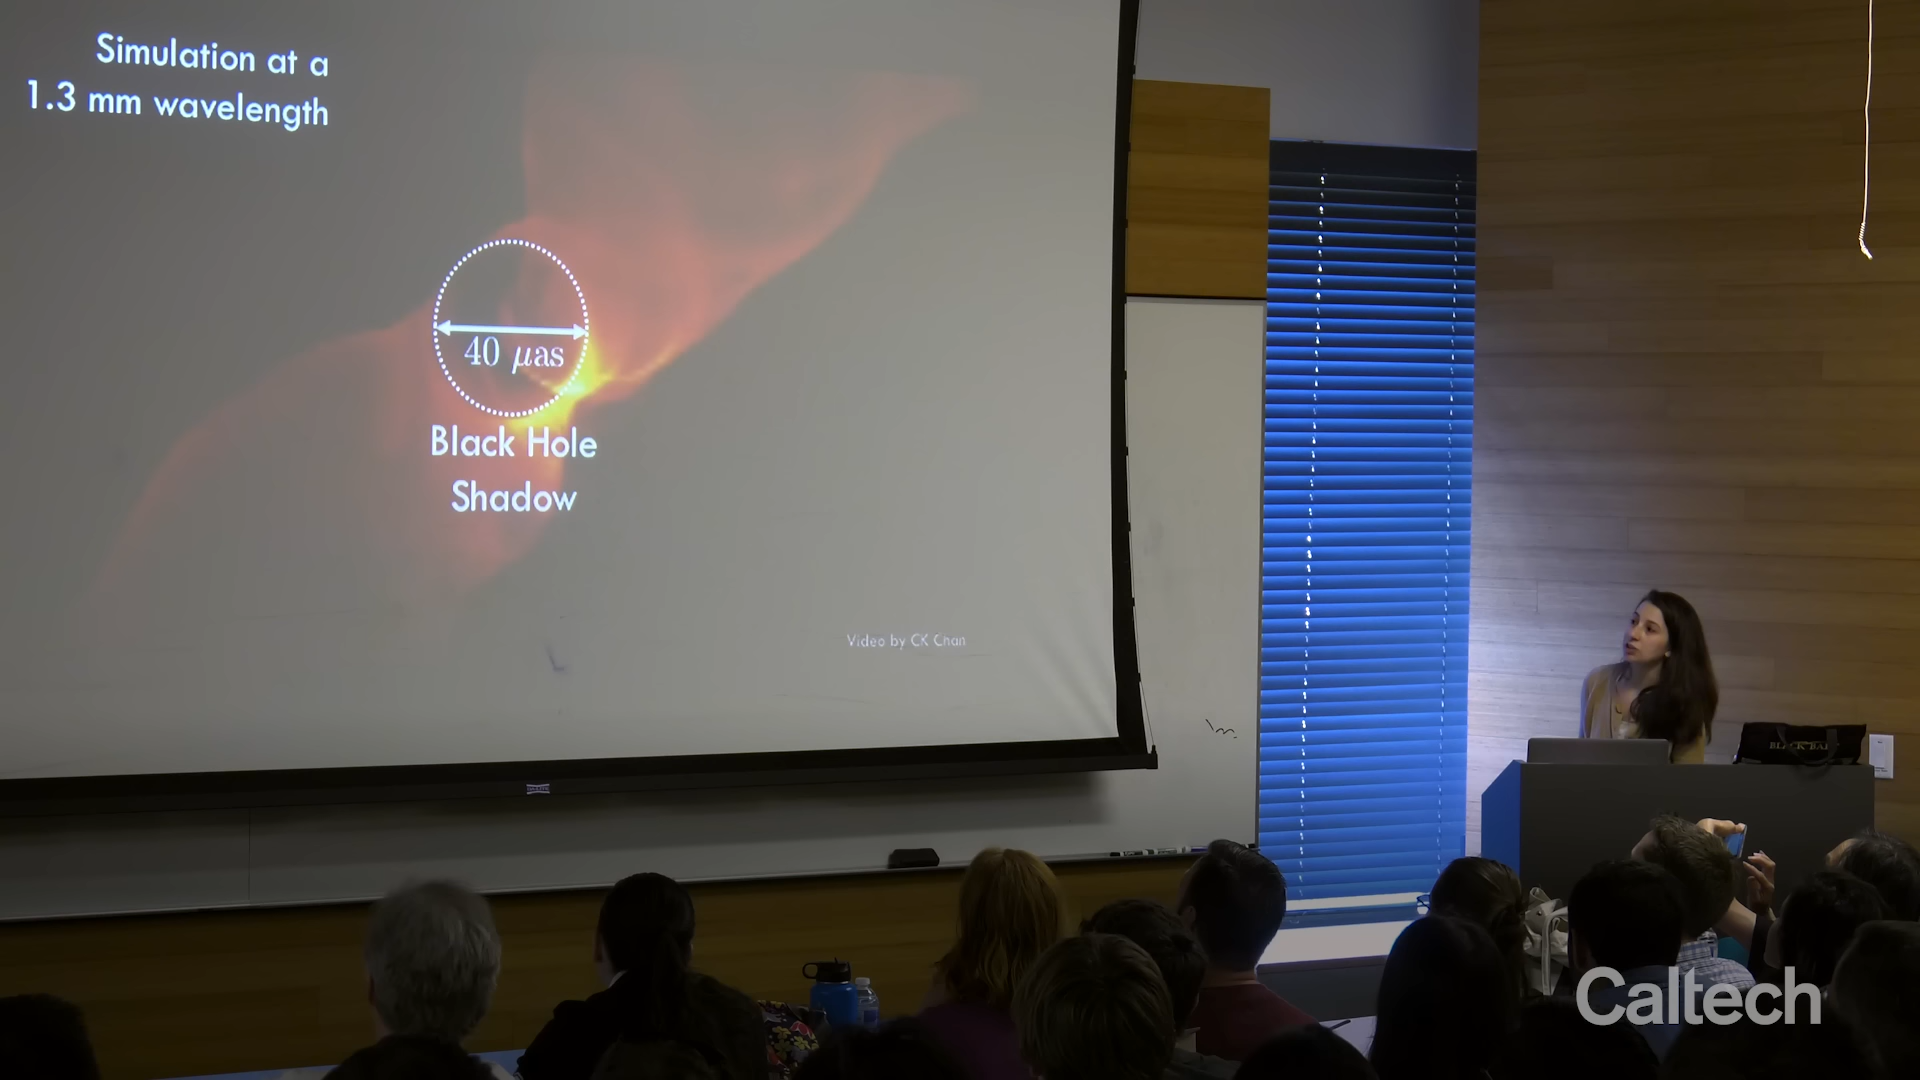 Simulation at a
1.3 mm wavelength
40 μas
Black Hole
Shadow
Video by CK Chan
Caltech